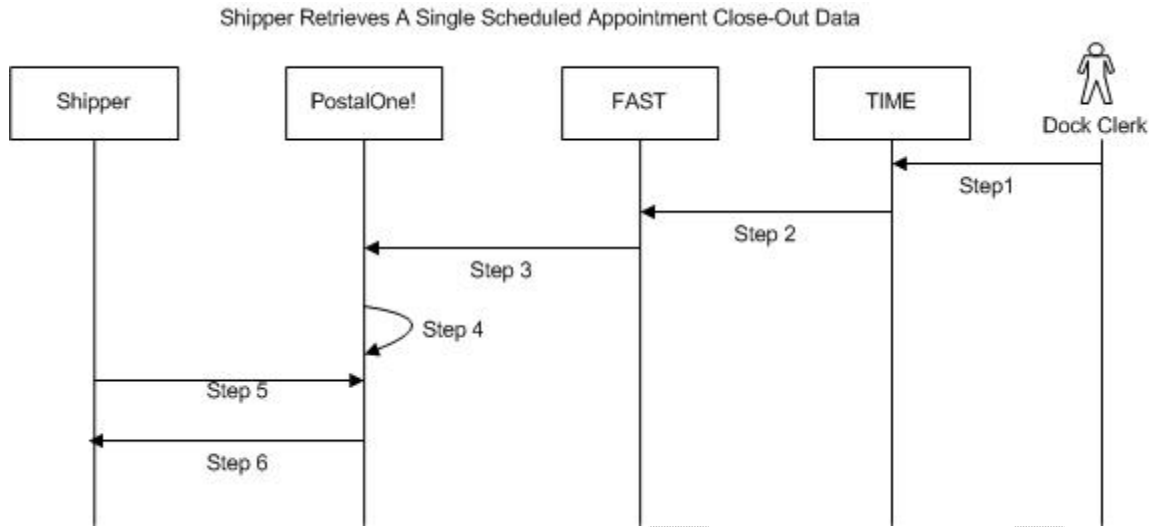 Shipper Retrieves A Single Scheduled Appointment Close-Out Data
Shipper
PostalOne!
FAST
TIME
Dock Clerk
Step1
Step 2
Step 3
Step 4
Step 5
Step 6